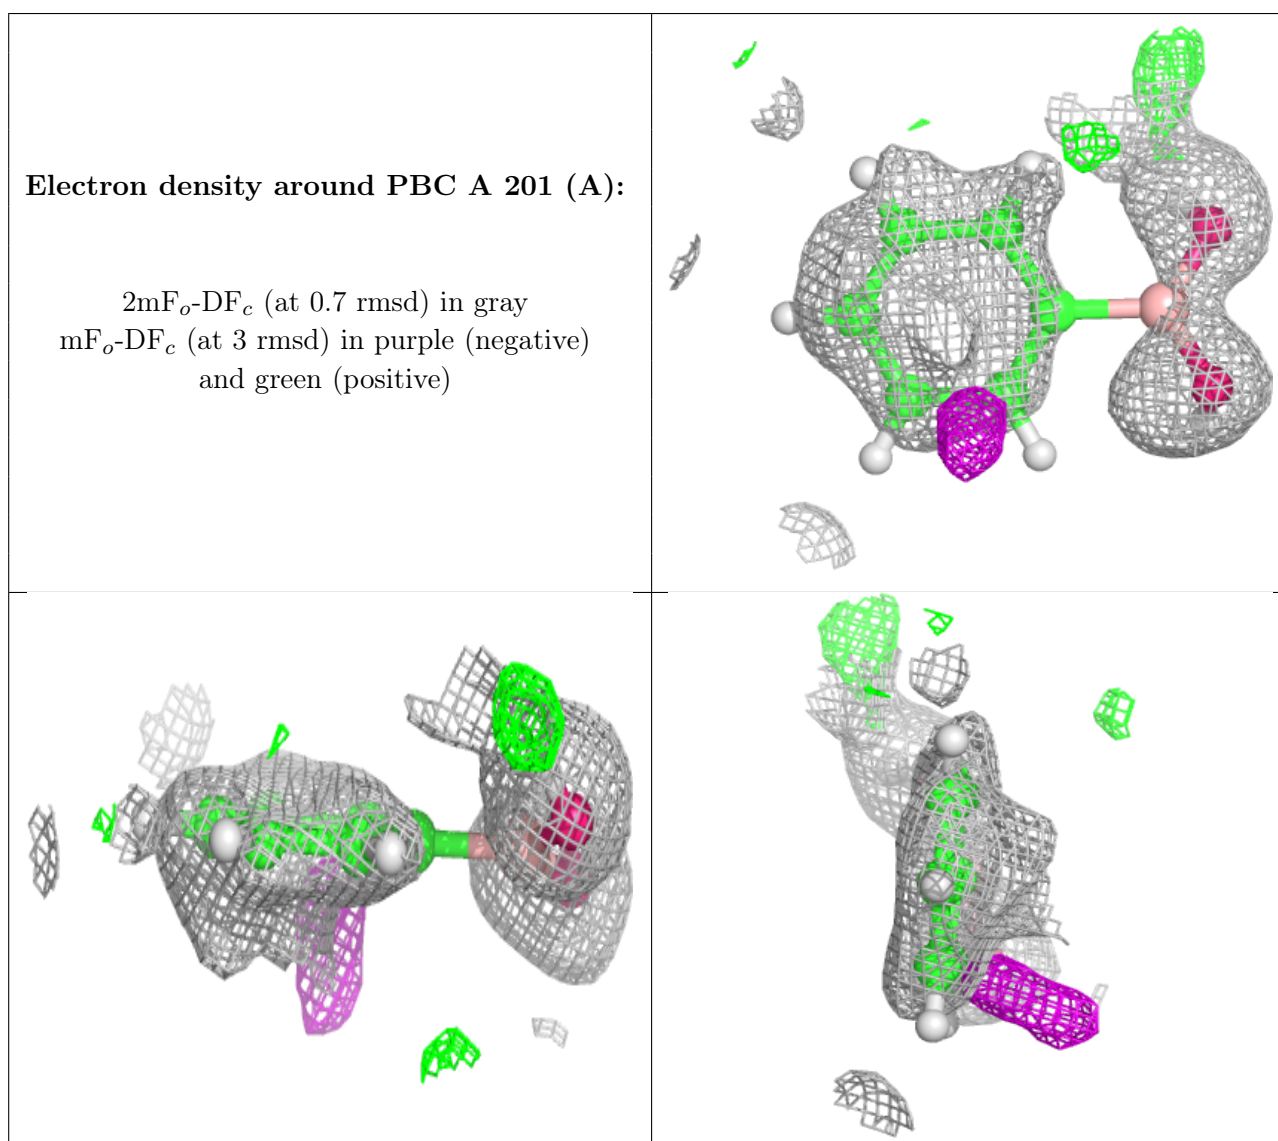 Electron density around PBC A 201 (A):
2mFo-DFc (at 0.7 rmsd) in gray
mFo-DFc (at 3 rmsd) in purple (negative)
and green (positive)